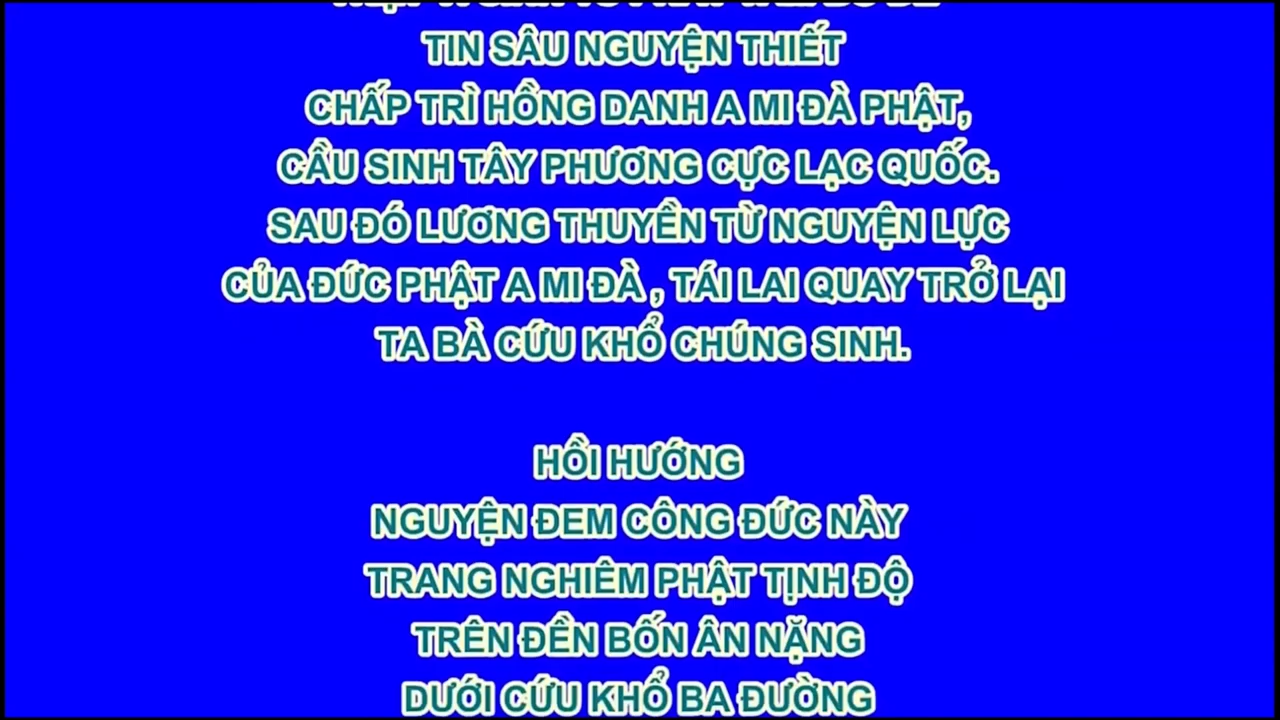 TIN SÂU NGUYỆN THIẾT
CHẤP TRÌ HỒNG DANH A MI ĐÀ PHẬT,
CẦU SINH TÂY PHƯƠNG CỰC LẠC QUỐC.
SAU ĐÓ LƯƠNG THUYỀN TỪ NGUYỆN LỰC
CỦA ĐỨC PHẬT A MI ĐÀ , TÁI LAI QUAY TRỞ LẠI
TA BÀ CỨU KHỔ CHÚNG SINH.
HỒI HƯỚNG
NGUYỆN ĐEM CÔNG ĐỨC NÀY
TRANG NGHIÊM PHẬT TỊNH ĐỘ
TRÊN ĐỀN BỐN ÂN NẶNG
DƯỚI CỨU KHỔ BA ĐƯỜNG